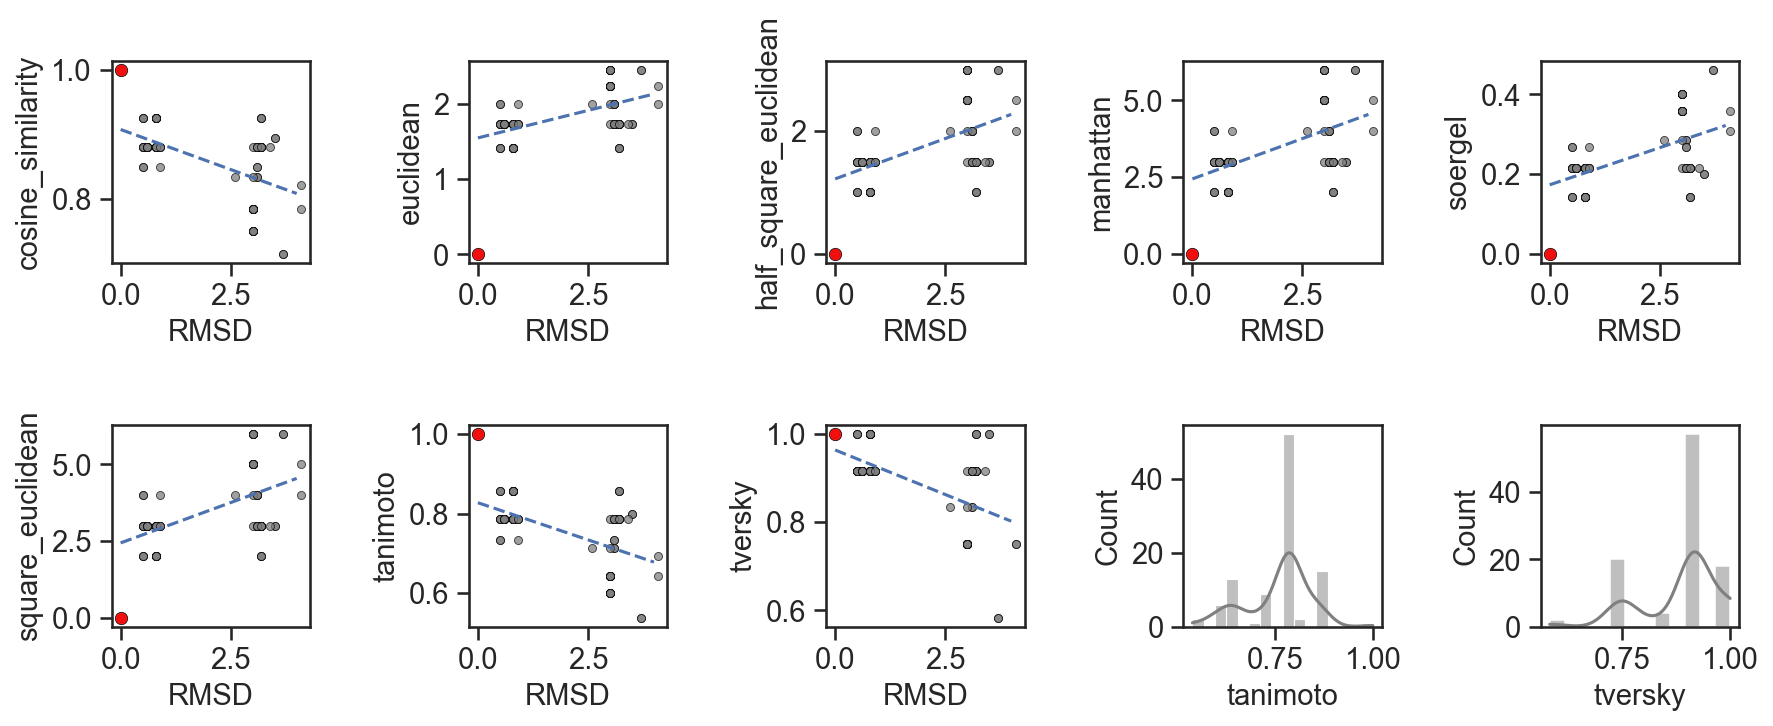 cosine_similarity
1.0
0.8
0.0 2.5
RMSD
euclidean
2
1
0
0.0 2.5
RMSD
half_square_euclidean
2
0
0.0 2.5
RMSD
manhattan
5.0
2.5
0.0
0.0 2.5
RMSD
soergel
0.4
0.2
0.0
0.0 2.5
RMSD
square_euclidean
5.0
2.5
0.0
0.0 2.5
RMSD
tanimoto
1.0
0.8
0.6
0.0 2.5
RMSD
tversky
1.0
0.8
0.6
0.0 2.5
RMSD
Count
40
20
0
0.75 1.00
tanimoto
Count
40
20
0
0.75 1.00
tversky